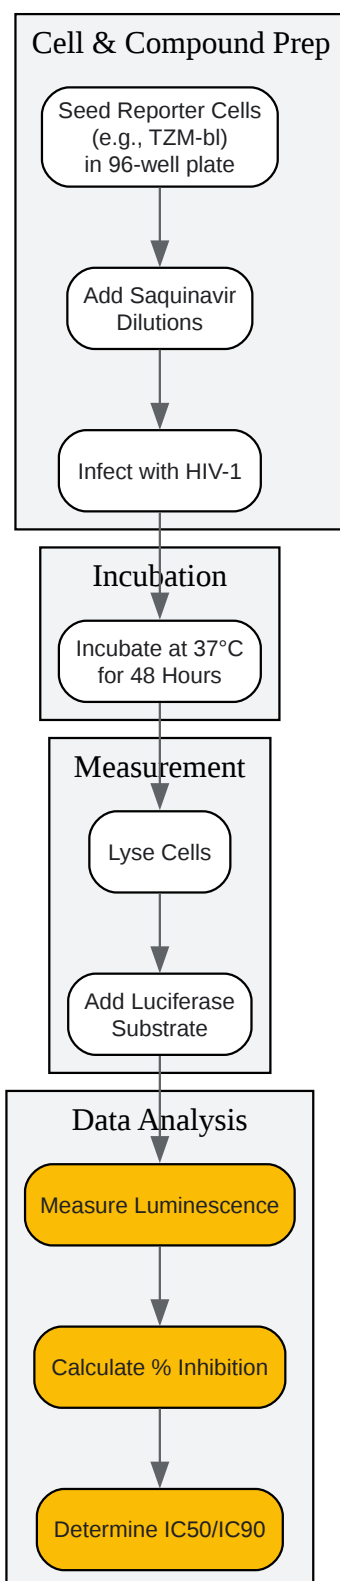 Cell & Compound Prep
Seed Reporter Cells
(e.g., TZM-bl)
in 96-well plate
Add Saquinavir
Dilutions
Infect with HIV-1
Incubation
Incubate at 37°C
for 48 Hours
Measurement
Lyse Cells
Add Luciferase
Substrate
Data Analysis
Measure Luminescence
Calculate % Inhibition
Determine IC50/IC90